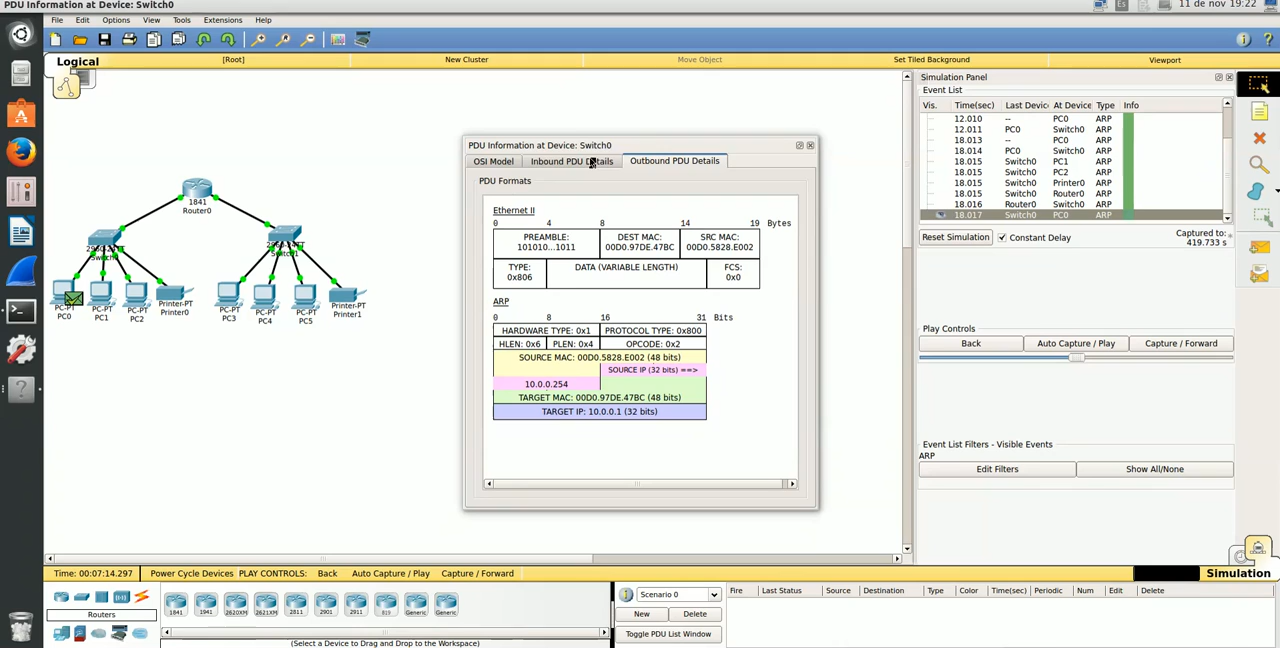 PDU Information at Device: Switch0
Es
11 de nov 19:22
File Edit Options View Tools Extensions Help
Logical [Root] New Cluster Move Object Set Tiled Background Viewport
1841
Router0
Switch1
PC-PT
PC0
PC-PT
PC1
PC-PT
PC2
Printer-PT
Printer0
PC-PT
PC3
PC-PT
PC4
PC-PT
PC5
Printer-PT
Printer1
PDU Information at Device: Switch0
OSI Model Inbound PDU Details Outbound PDU Details
PDU Formats
Ethernet II
0 4 8 14 19 Bytes
PREAMBLE: DEST MAC: SRC MAC:
101010...1011 00D0.97DE.47BC 00D0.5828.E002
TYPE: DATA (VARIABLE LENGTH) FCS:
0x806 0x0
ARP
0 8 16 31 Bits
HARDWARE TYPE: 0x1 PROTOCOL TYPE: 0x800
HLEN: 0x6 PLEN: 0x4 OPCODE: 0x2
SOURCE MAC: 00D0.5828.E002 (48 bits)
SOURCE IP (32 bits) ==>
10.0.0.254
TARGET MAC: 00D0.97DE.47BC (48 bits)
TARGET IP: 10.0.0.1 (32 bits)
Simulation Panel
Event List
Vis. Time(sec) Last Device At Device Type Info
12.010 -- PC0 ARP
12.011 PC0 Switch0 ARP
18.013 -- PC0 ARP
18.014 PC0 Switch0 ARP
18.015 Switch0 PC1 ARP
18.015 Switch0 PC2 ARP
18.015 Switch0 Printer0 ARP
18.015 Switch0 Router0 ARP
18.016 Router0 Switch0 ARP
18.017 Switch0 PC0 ARP
Reset Simulation Constant Delay Captured to:
419.733 s
Play Controls
Back Auto Capture / Play Capture / Forward
Event List Filters - Visible Events
ARP
Edit Filters Show All/None
Time: 00:07:14.297 Power Cycle Devices PLAY CONTROLS: Back Auto Capture / Play Capture / Forward Simulation
Routers
1841 1941 2620XM 2621XM 2811 2901 2911 819 Generic Generic
(Select a Device to Drag and Drop to the Workspace)
Scenario 0
New Delete
Toggle PDU List Window
Fire Last Status Source Destination Type Color Time(sec) Periodic Num Edit Delete